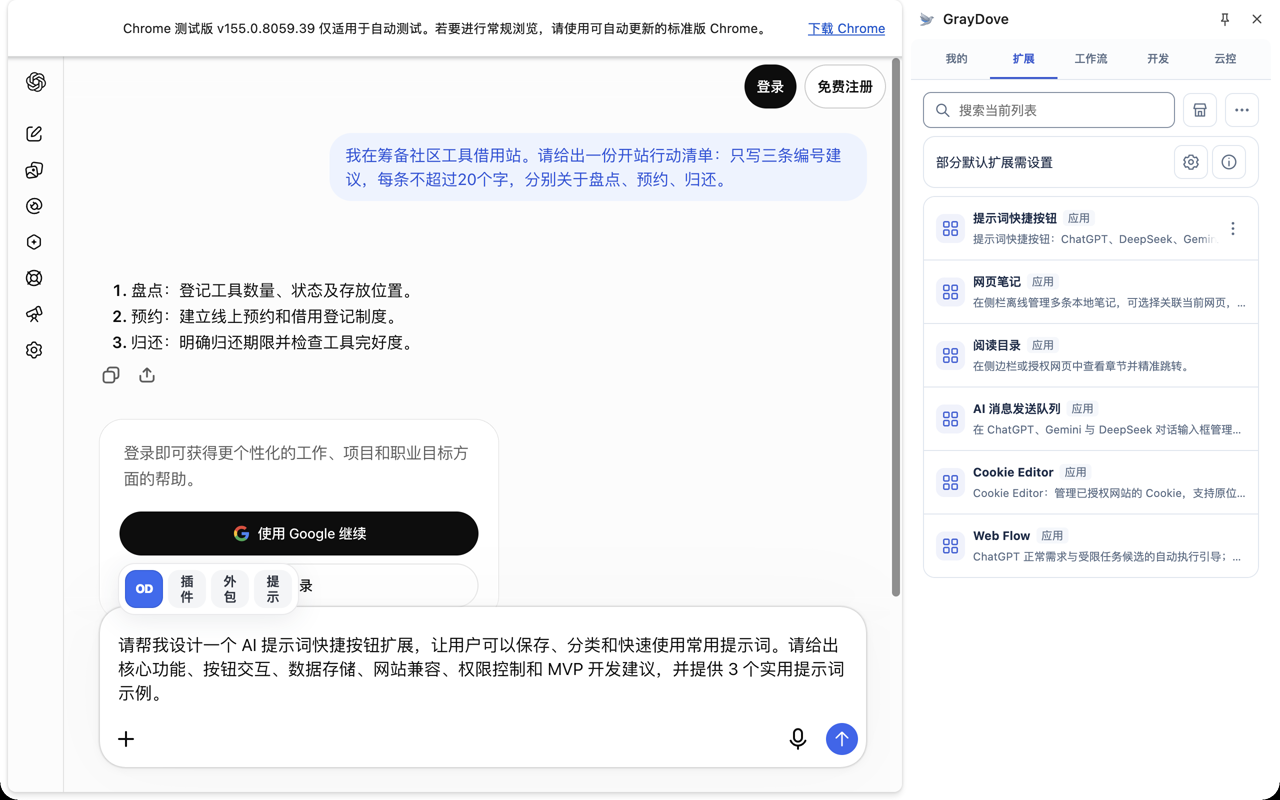 Chrome 测试版 v155.0.8059.39 仅适用于自动测试。若要进行常规浏览，请使用可自动更新的标准版 Chrome。
下载 Chrome
登录
免费注册
我在筹备社区工具借用站。请给出一份开站行动清单：只写三条编号建
议，每条不超过20个字，分别关于盘点、预约、归还。
1. 盘点：登记工具数量、状态及存放位置。
2. 预约：建立线上预约和借用登记制度。
3. 归还：明确归还期限并检查工具完好度。
登录即可获得更个性化的工作、项目和职业目标方
面的帮助。
使用 Google 继续
OD
插
件
外
包
提
示
录
请帮我设计一个 AI 提示词快捷按钮扩展，让用户可以保存、分类和快速使用常用提示词。请给出
核心功能、按钮交互、数据存储、网站兼容、权限控制和 MVP 开发建议，并提供 3 个实用提示词
示例。
GrayDove
我的
扩展
工作流
开发
云控
搜索当前列表
部分默认扩展需设置
提示词快捷按钮 应用
提示词快捷按钮：ChatGPT、DeepSeek、Gemir
网页笔记 应用
在侧栏离线管理多条本地笔记，可选择关联当前网页，...
阅读目录 应用
在侧边栏或授权网页中查看章节并精准跳转。
AI 消息发送队列 应用
在 ChatGPT、Gemini 与 DeepSeek 对话输入框管理...
Cookie Editor 应用
Cookie Editor：管理已授权网站的 Cookie，支持原位...
Web Flow 应用
ChatGPT 正常需求与受限任务候选的自动执行引导；...